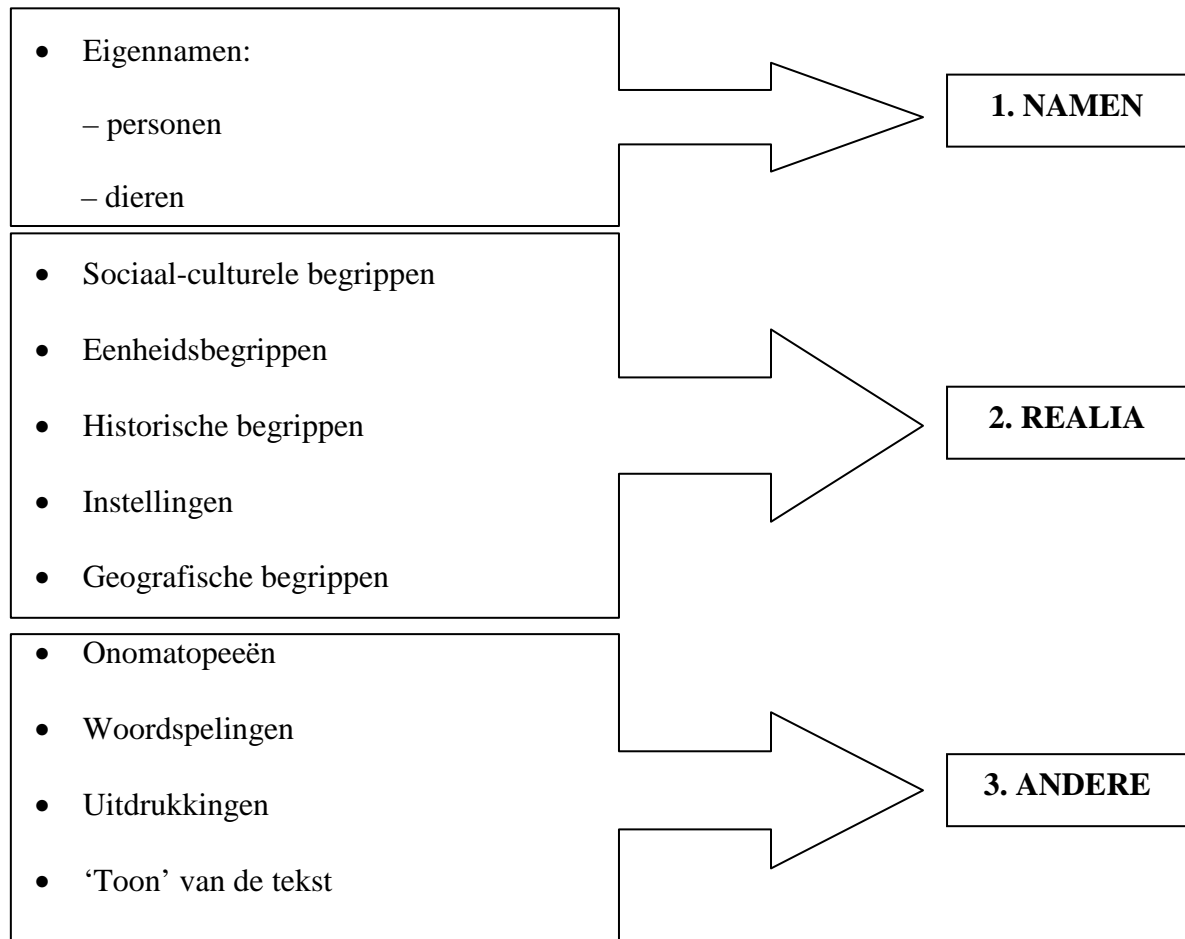 • Eigennamen:
– personen
– dieren
1. NAMEN
• Sociaal-culturele begrippen
• Eenheidsbegrippen
• Historische begrippen
• Instellingen
• Geografische begrippen
2. REALIA
• Onomatopeeën
• Woordspelingen
• Uitdrukkingen
• ‘Toon’ van de tekst
3. ANDERE